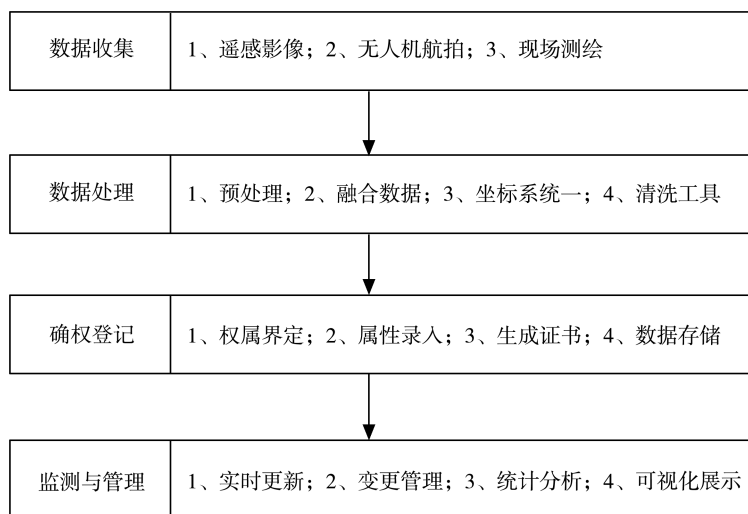 数据收集 1、遥感影像；2、无人机航拍；3、现场测绘
数据处理 1、预处理；2、融合数据；3、坐标系统一；4、清洗工具
确权登记 1、权属界定；2、属性录入；3、生成证书；4、数据存储
监测与管理 1、实时更新；2、变更管理；3、统计分析；4、可视化展示